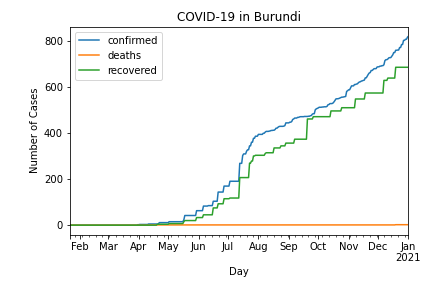 COVID-19 in Burundi
confirmed
deaths
recovered
Number of Cases
800
600
400
200
0
Feb Mar Apr May Jun Jul Aug Sep Oct Nov Dec Jan
2021
Day